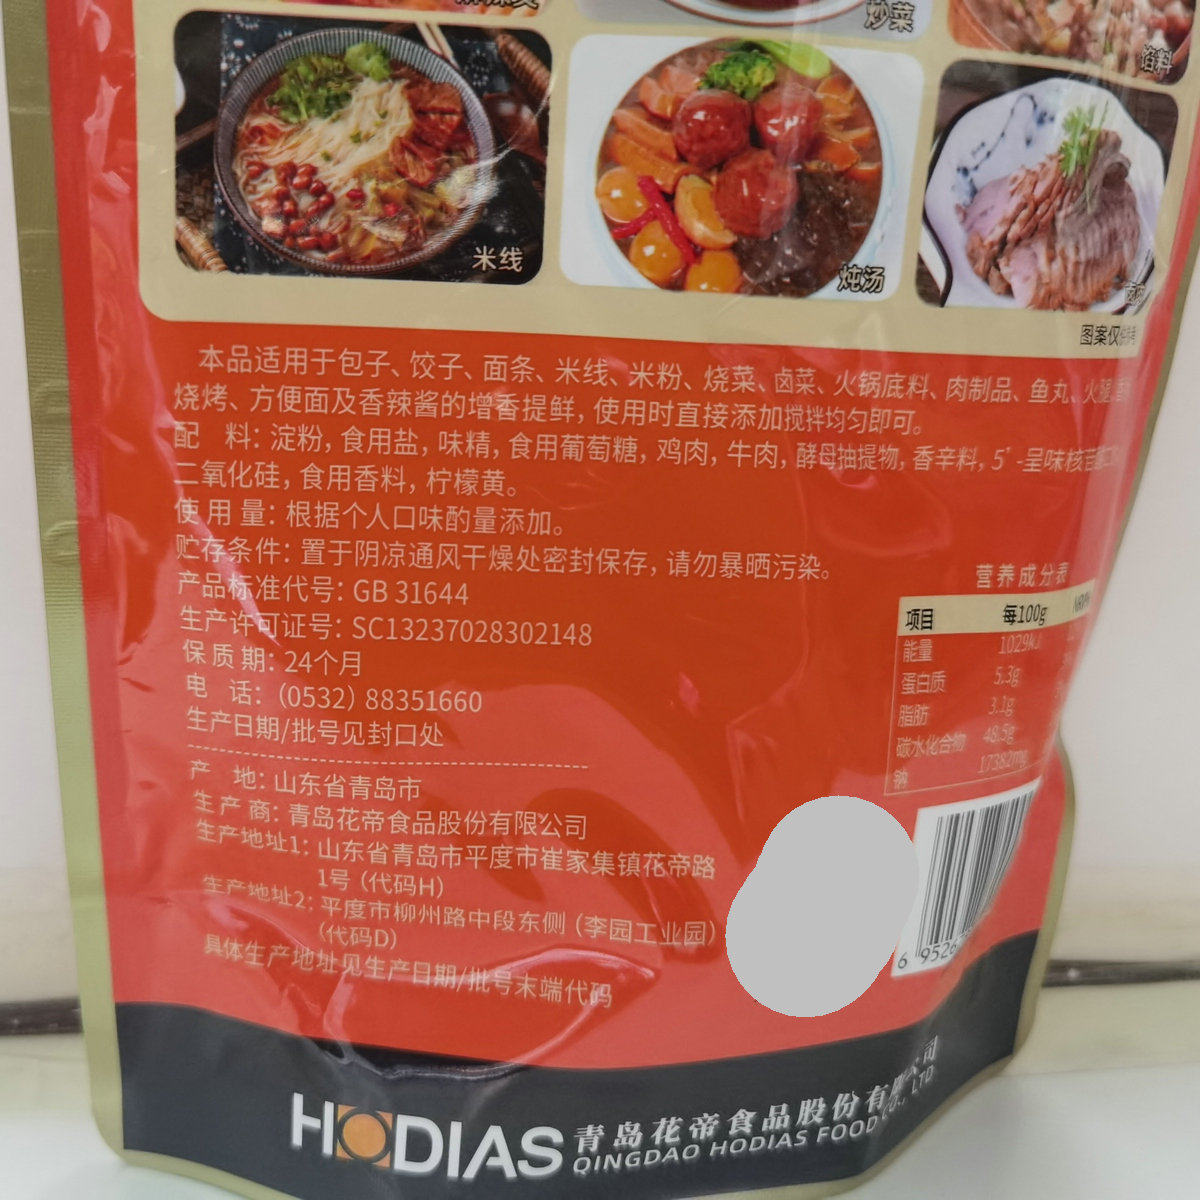 炒菜
馅料
米线
炖汤
图案仅
本品适用于包子、饺子、面条、米线、米粉、烧菜、卤菜、火锅底料、肉制品、鱼丸、火腿
烧烤、方便面及香辣酱的增香提鲜，使用时直接添加搅拌均匀即可。
配 料：淀粉，食用盐，味精，食用葡萄糖，鸡肉，牛肉，酵母抽提物，香辛料，5'-呈味核苷酸二
二氧化硅，食用香料，柠檬黄。
使用量：根据个人口味酌量添加。
贮存条件：置于阴凉通风干燥处密封保存，请勿暴晒污染。
产品标准代号：GB 31644
生产许可证号：SC13237028302148
保质期：24个月
电 话：（0532）88351660
生产日期/批号见封口处
营养成分表
项目 每100g NRV%
能量 1029kJ
蛋白质 5.3g
脂肪 3.1g
碳水化合物 48.5g
钠 17382mg
产 地：山东省青岛市
生产商：青岛花帝食品股份有限公司
生产地址1：山东省青岛市平度市崔家集镇花帝路
1号（代码H）
生产地址2：平度市柳州路中段东侧（李园工业园）
（代码D）
具体生产地址见生产日期/批号末端代码
6 9526
HODIAS 青岛花帝食品股份有限公司
QINGDAO HODIAS FOOD CO., LTD